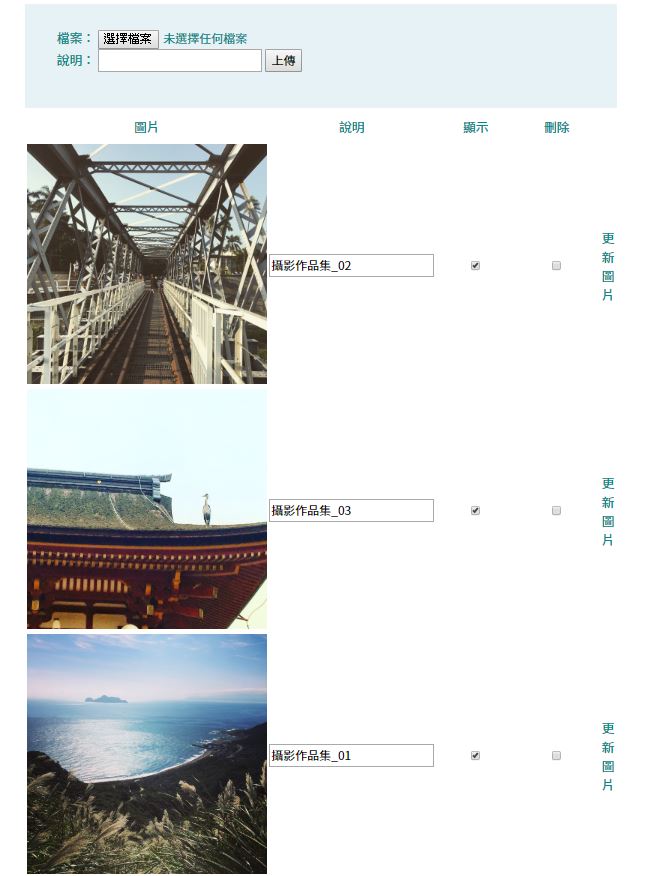 檔案： 選擇檔案 未選擇任何檔案
說明： 上傳
圖片 說明 顯示 刪除
攝影作品集_02
更
新
圖
片
攝影作品集_03
更
新
圖
片
攝影作品集_01
更
新
圖
片